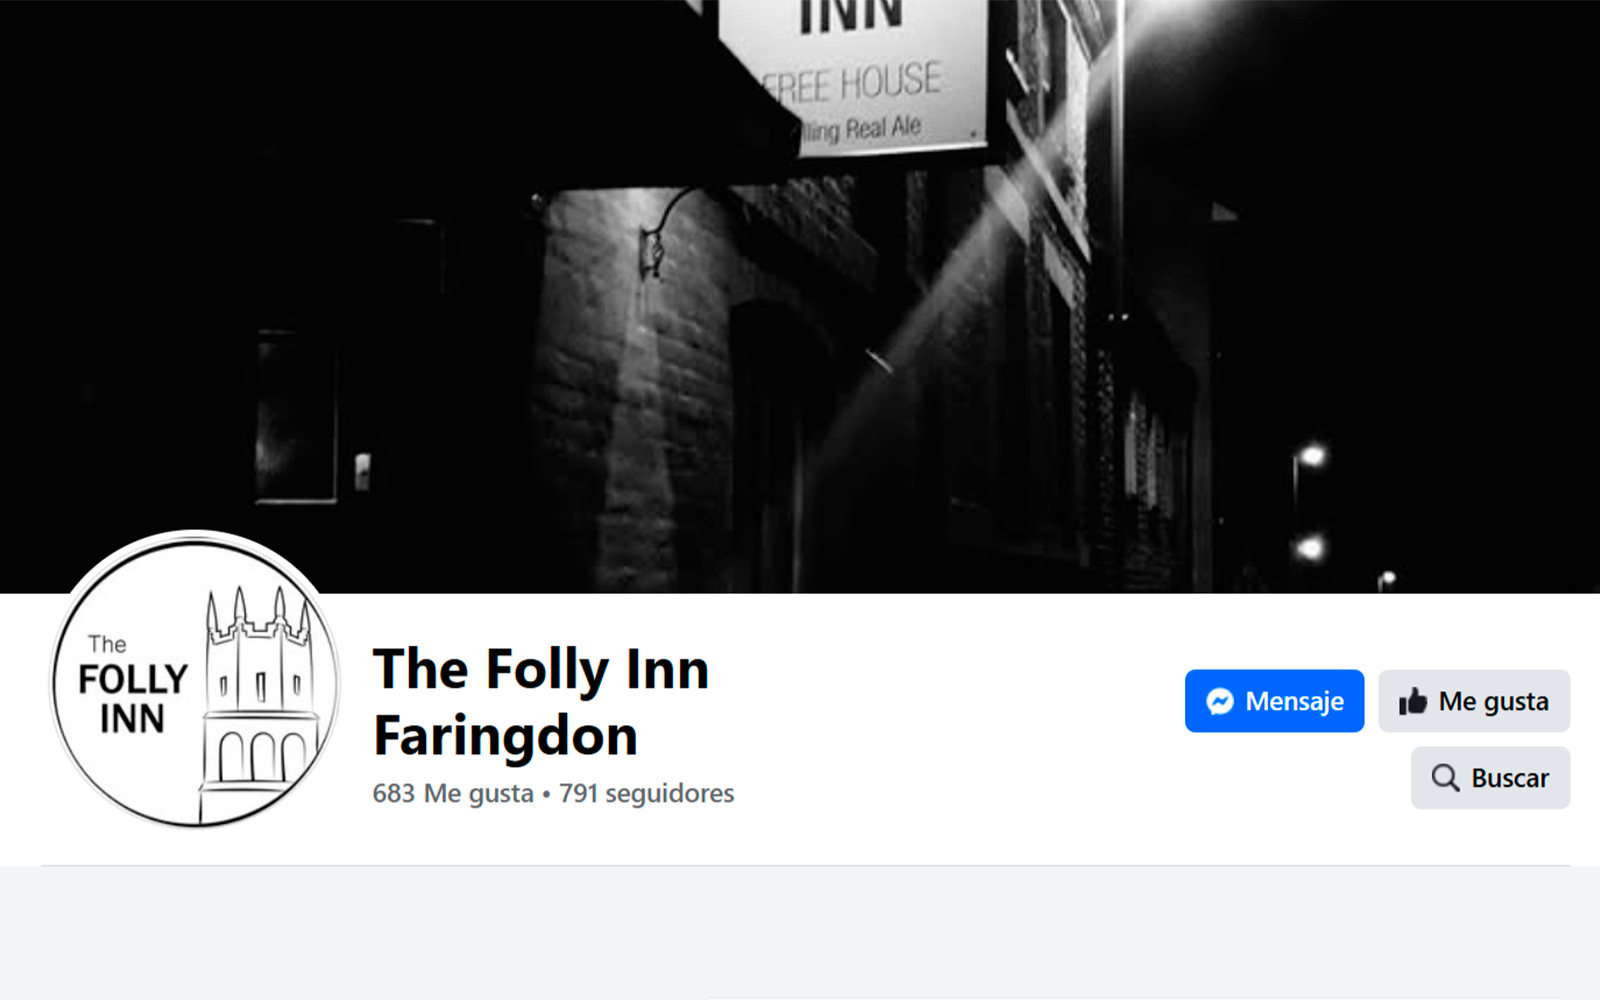 INN
FREE HOUSE
lling Real Ale
The
FOLLY
INN
The Folly Inn
Faringdon
683 Me gusta • 791 seguidores
Mensaje
Me gusta
Buscar